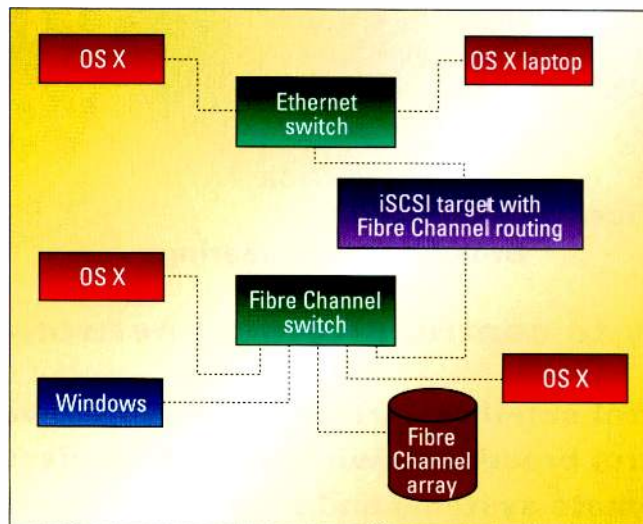 OS X
OS X laptop
Ethernet
switch
iSCSI target with
Fibre Channel routing
OS X
Fibre Channel
switch
OS X
Windows
Fibre
Channel
array